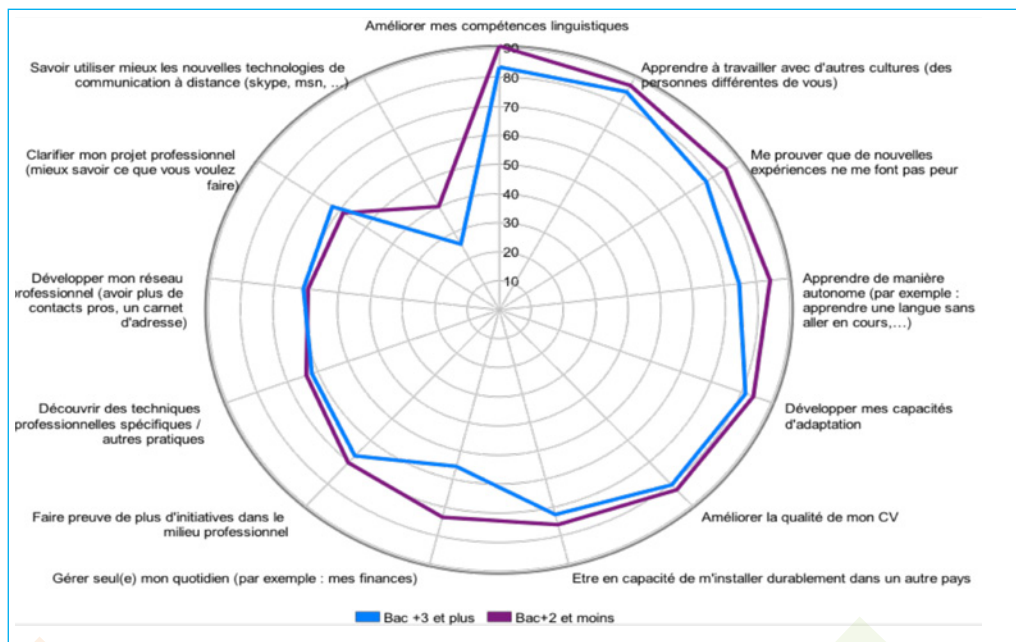 Améliorer mes compétences linguistiques
90
80
70
60
50
40
30
20
10
Apprendre à travailler avec d'autres cultures (des
personnes différentes de vous)
Me prouver que de nouvelles
expériences ne me font pas peur
Apprendre de manière
autonome (par exemple :
apprendre une langue sans
aller en cours,...)
Développer mes capacités
d'adaptation
Améliorer la qualité de mon CV
Etre en capacité de m'installer durablement dans un autre pays
Gérer seul(e) mon quotidien (par exemple : mes finances)
Faire preuve de plus d'initiatives dans le
milieu professionnel
Découvrir des techniques
professionnelles spécifiques /
autres pratiques
Développer mon réseau
professionnel (avoir plus de
contacts pros, un carnet
d'adresse)
Clarifier mon projet professionnel
(mieux savoir ce que vous voulez
faire)
Savoir utiliser mieux les nouvelles technologies de
communication à distance (skype, msn, ...)
Bac +3 et plus
Bac+2 et moins